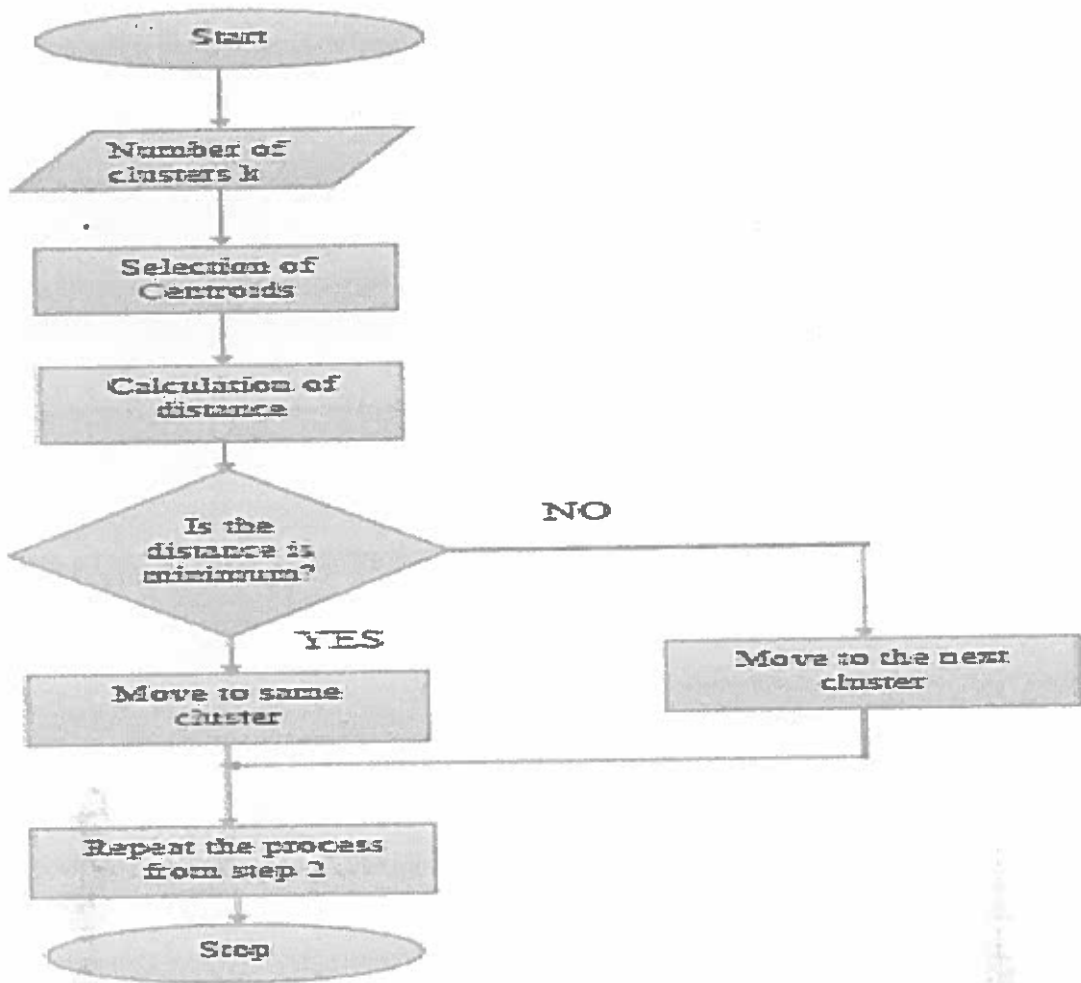 Start
Number of
clusters k
Selection of
Centroids
Calculation of
distance
Is the
distance is
minimum?
NO
YES
Move to same
cluster
Move to the next
cluster
Repeat the process
from step 2
Stop